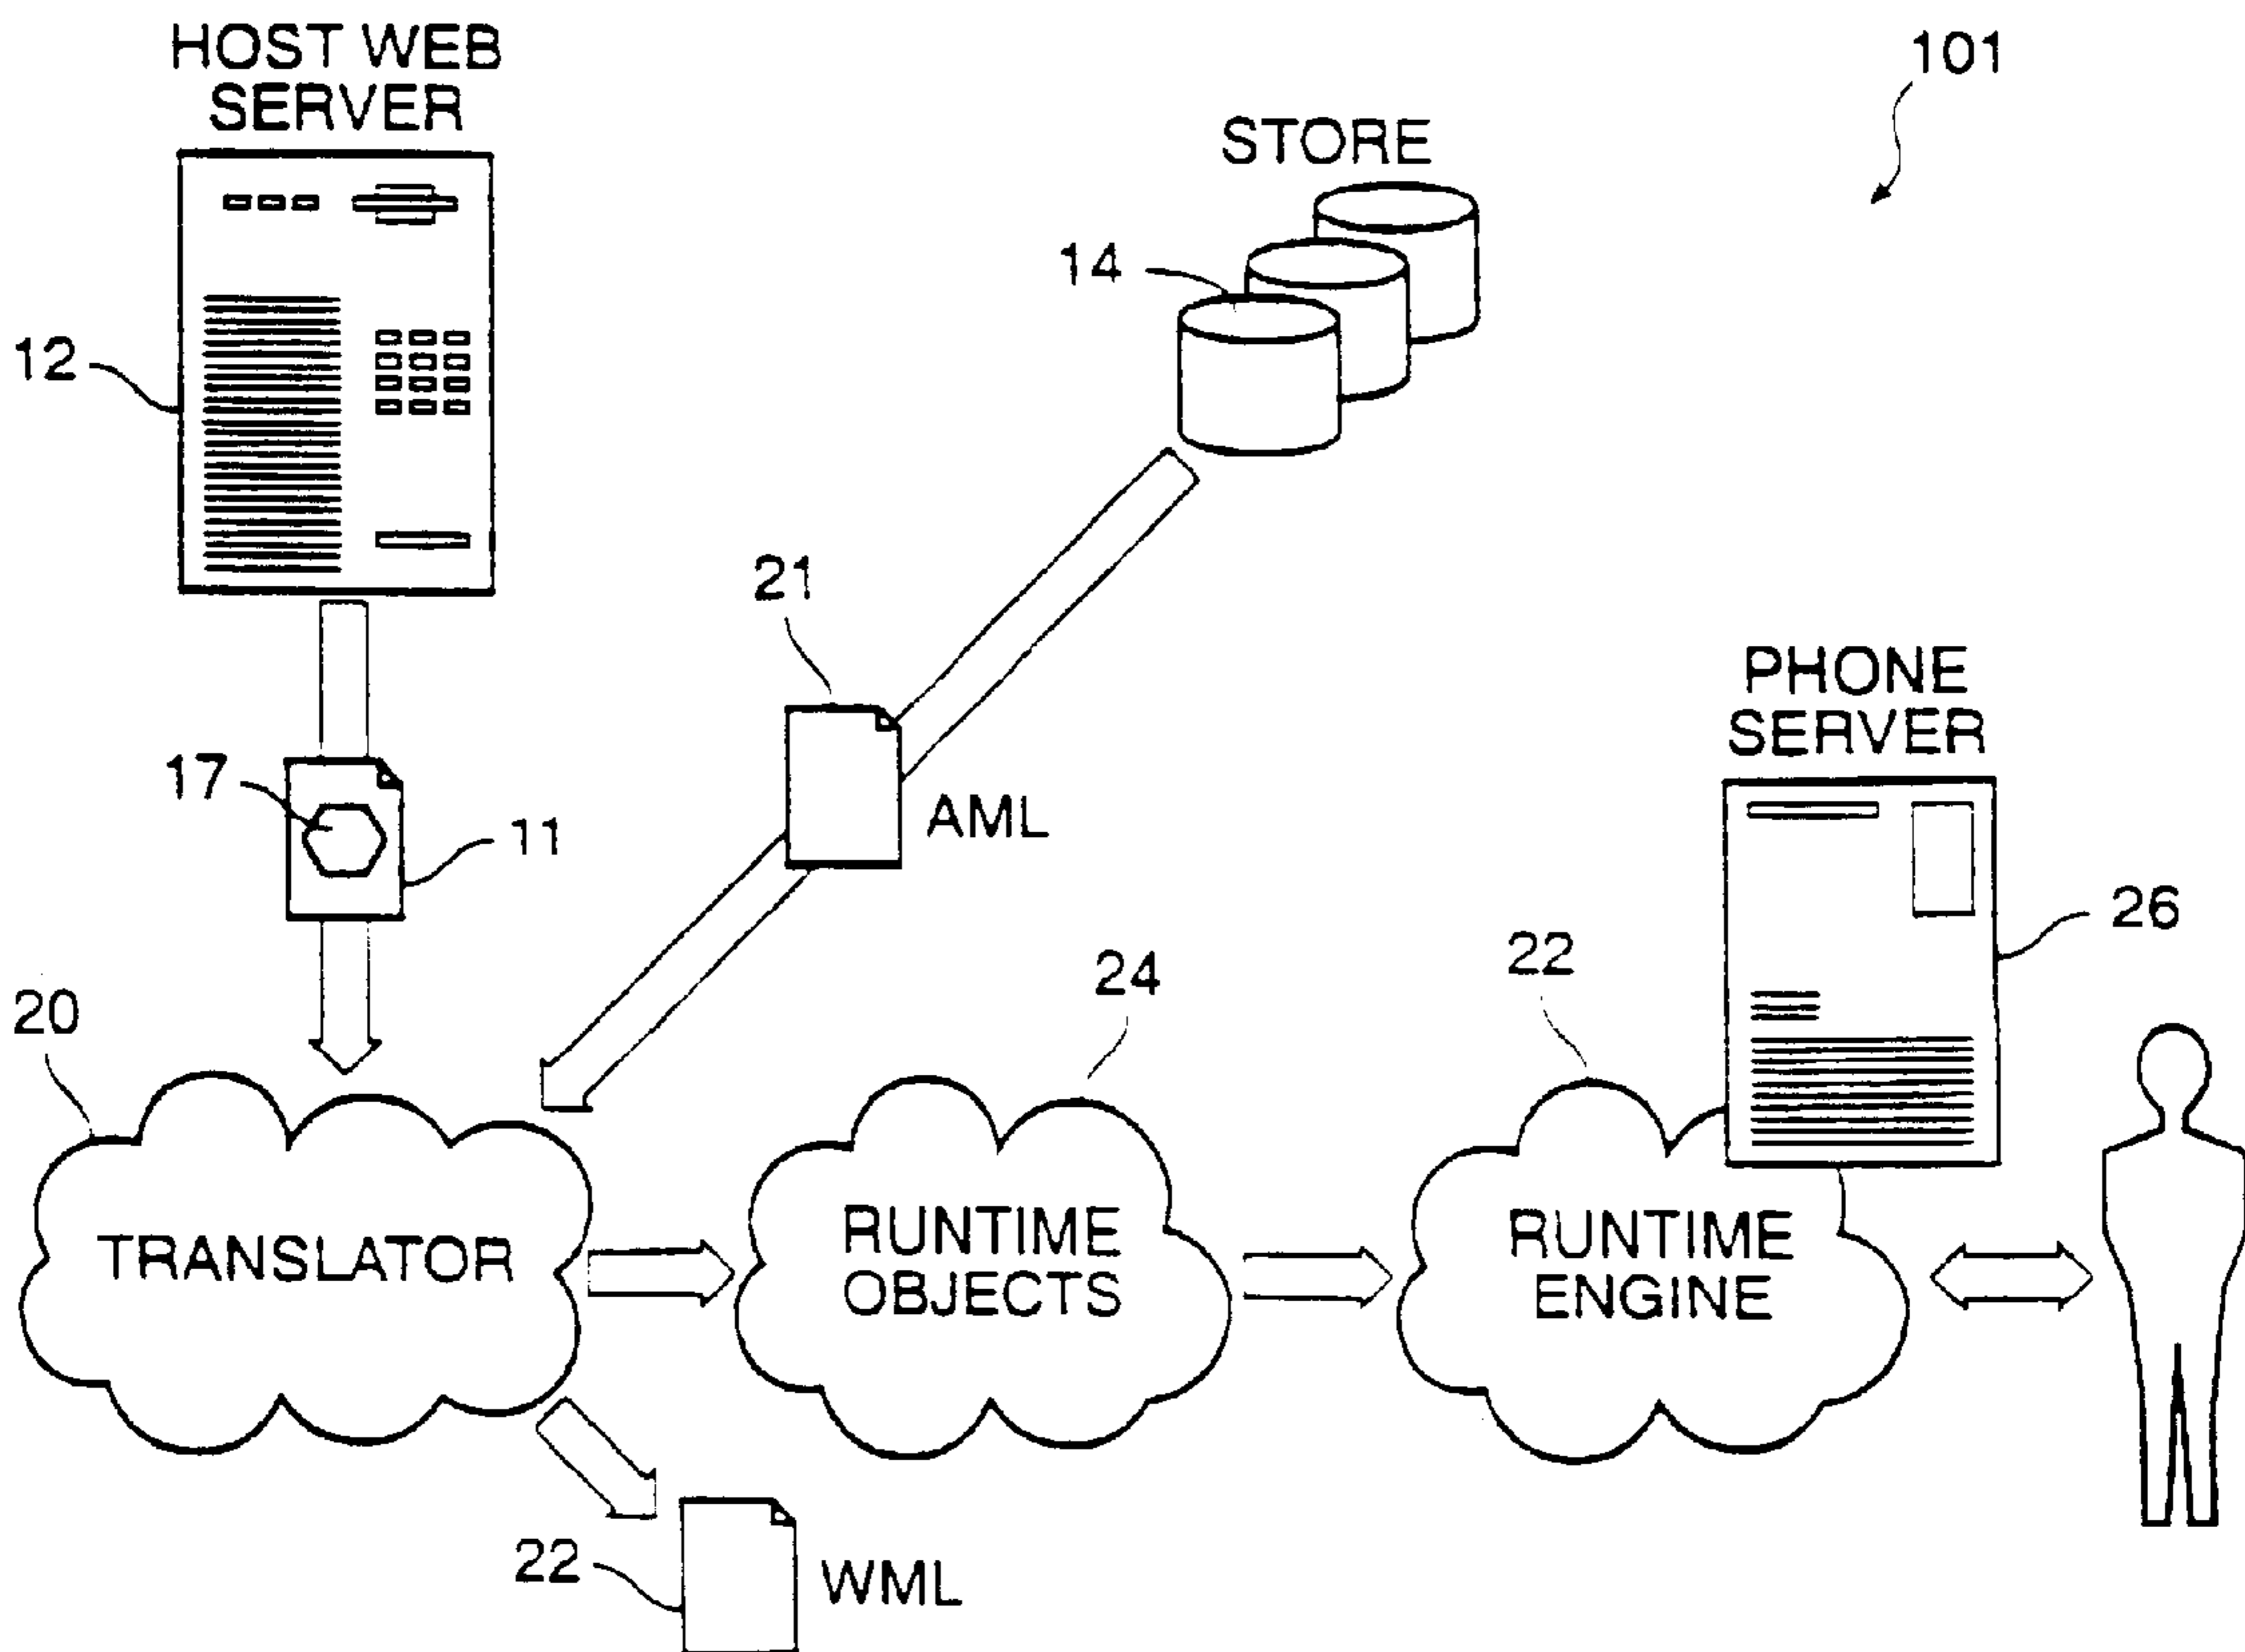 HOST WEB
SERVER
101
STORE
14
12
21
PHONE
SERVER
17
AML
11
26
22
24
20
RUNTIME
OBJECTS
RUNTIME
ENGINE
TRANSLATOR
22
WML